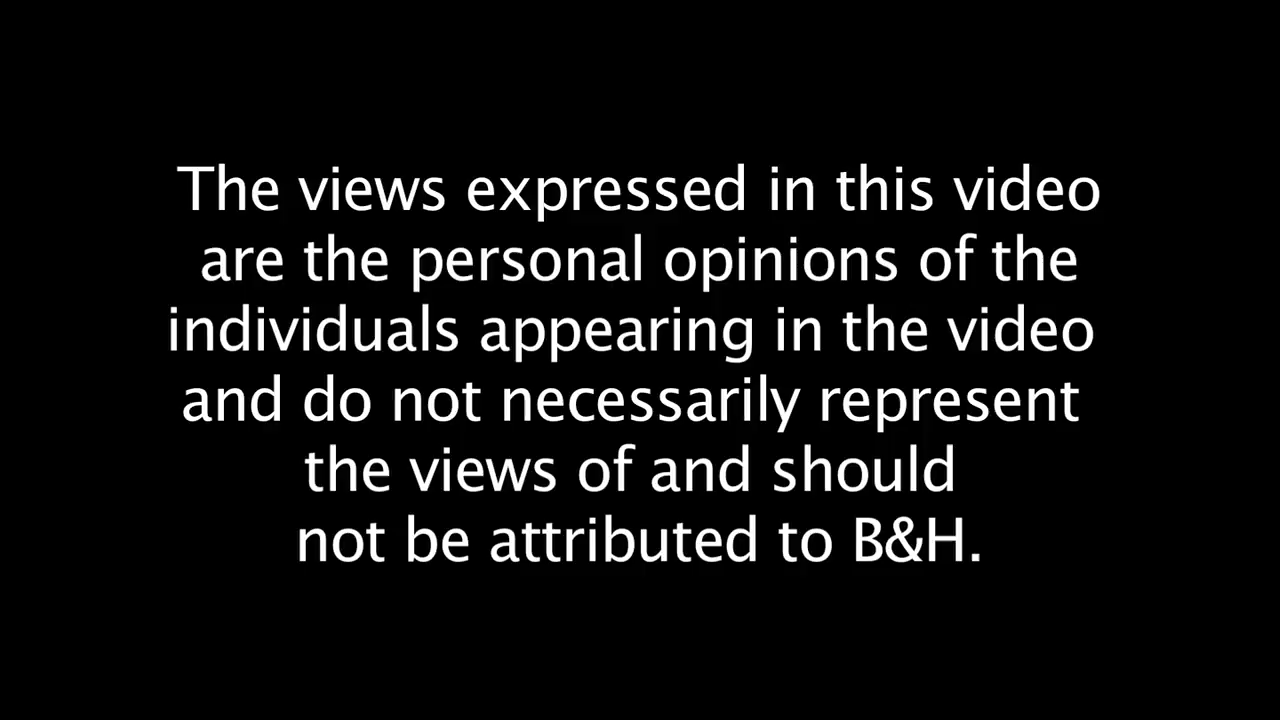 The views expressed in this video
are the personal opinions of the
individuals appearing in the video
and do not necessarily represent
the views of and should
not be attributed to B&H.